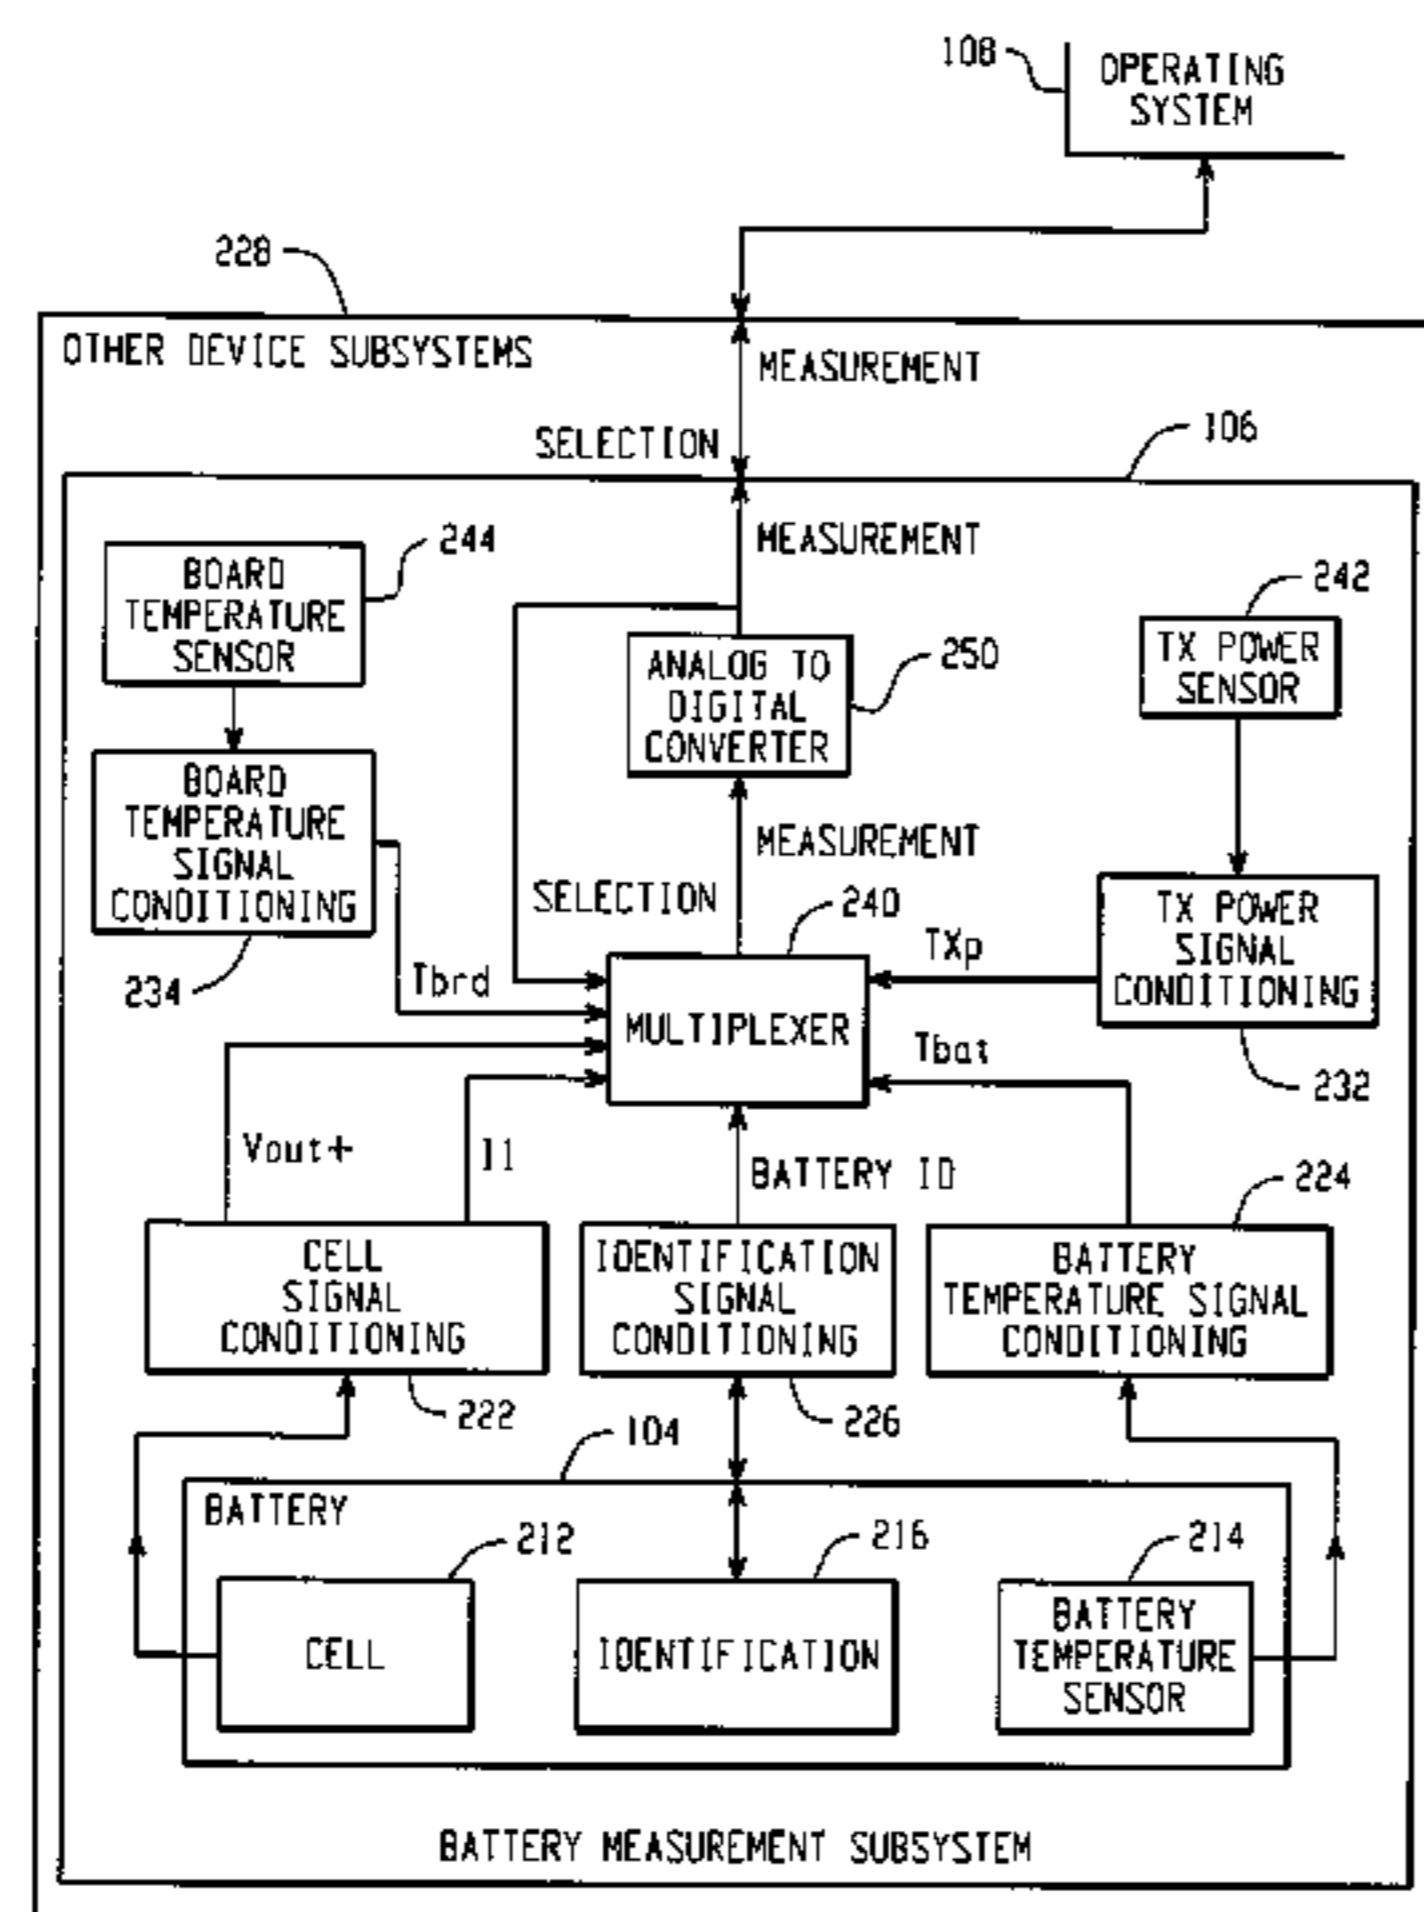 108
OPERATING
SYSTEM
228
OTHER DEVICE SUBSYSTEMS
MEASUREMENT
SELECTION
106
244
MEASUREMENT
BOARD
TEMPERATURE
SENSOR
242
TX POWER
SENSOR
ANALOG TO
DIGITAL
CONVERTER
250
BOARD
TEMPERATURE
SIGNAL
CONDITIONING
MEASUREMENT
SELECTION
240
TX POWER
SIGNAL
CONDITIONING
TXp
234
Tbrd
MULTIPLEXER
Tbat
232
Vout+
I1
BATTERY ID
224
CELL
SIGNAL
CONDITIONING
IDENTIFICATION
SIGNAL
CONDITIONING
BATTERY
TEMPERATURE SIGNAL
CONDITIONING
222
226
104
BATTERY
212
216
214
CELL
IDENTIFICATION
BATTERY
TEMPERATURE
SENSOR
BATTERY MEASUREMENT SUBSYSTEM